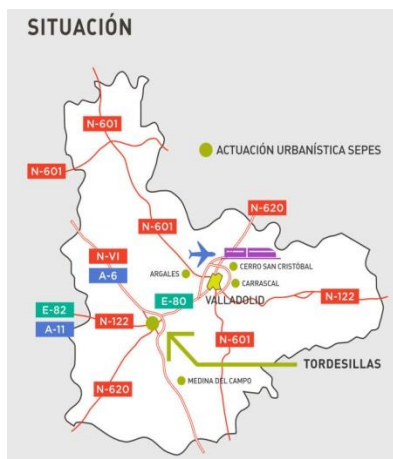 SITUACIÓN
N-601
ACTUACIÓN URBANÍSTICA SEPES
N-601
N-620
N-601
N-VI
A-6
ARGALES
CERRO SAN CRISTÓBAL
CARRASCAL
E-80
VALLADOLID
N-122
E-82
A-11
N-122
N-601
TORDESILLAS
N-620
MEDINA DEL CAMPO